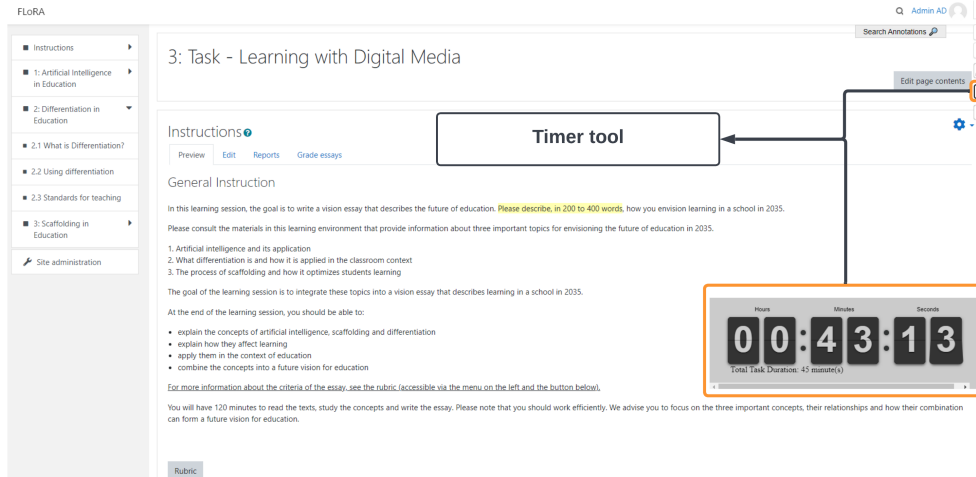 FLoRA
Admin AD
Search Annotations
Instructions
1: Artificial Intelligence
in Education
2: Differentiation in
Education
2.1 What is Differentiation?
2.2 Using differentiation
2.3 Standards for teaching
3: Scaffolding in
Education
Site administration
3: Task - Learning with Digital Media
Edit page contents
Timer tool
Instructions
Preview Edit Reports Grade essays
General Instruction
In this learning session, the goal is to write a vision essay that describes the future of education. Please describe, in 200 to 400 words, how you envision learning in a school in 2035.
Please consult the materials in this learning environment that provide information about three important topics for envisioning the future of education in 2035.
1. Artificial intelligence and its application
2. What differentiation is and how it is applied in the classroom context
3. The process of scaffolding and how it optimizes students learning
The goal of the learning session is to integrate these topics into a vision essay that describes learning in a school in 2035.
At the end of the learning session, you should be able to:
• explain the concepts of artificial intelligence, scaffolding and differentiation
• explain how they affect learning
• apply them in the context of education
• combine the concepts into a future vision for education
For more information about the criteria of the essay, see the rubric (accessible via the menu on the left and the button below).
You will have 120 minutes to read the texts, study the concepts and write the essay. Please note that you should work efficiently. We advise you to focus on the three important concepts, their relationships and how their combination
can form a future vision for education.
Rubric
Hours Minutes Seconds
00:43:13
Total Task Duration: 45 minute(s)